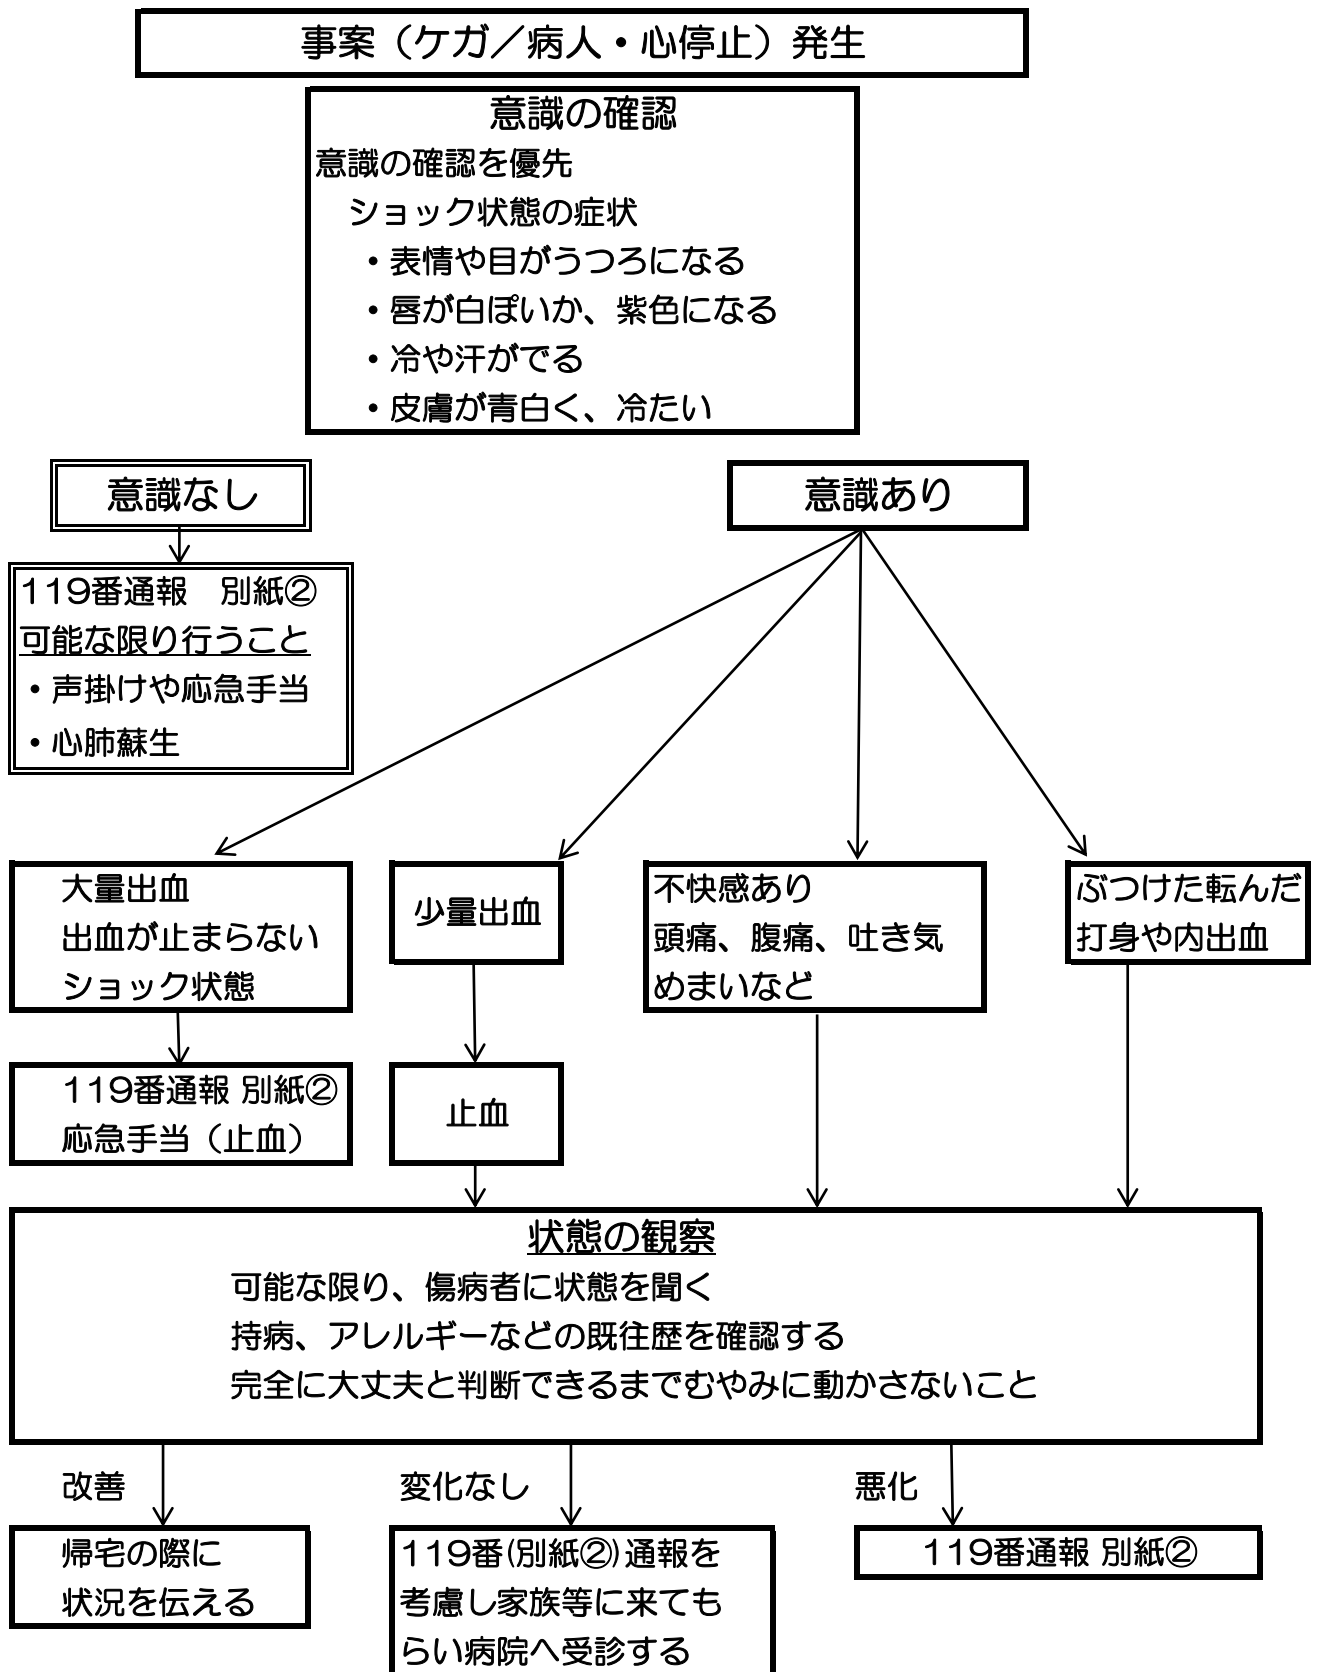 事案（ケガ／病人・心停止）発生
意識の確認
意識の確認を優先
ショック状態の症状
・表情や目がうつろになる
・唇が白ぽいか、紫色になる
・冷や汗がでる
・皮膚が青白く、冷たい
意識なし
意識あり
119番通報　別紙②
可能な限り行うこと
・声掛けや応急手当
・心肺蘇生
大量出血
出血が止まらない
ショック状態
少量出血
不快感あり
頭痛、腹痛、吐き気
めまいなど
ぶつけた転んだ
打身や内出血
119番通報 別紙②
応急手当（止血）
止血
状態の観察
可能な限り、傷病者に状態を聞く
持病、アレルギーなどの既往歴を確認する
完全に大丈夫と判断できるまでむやみに動かさないこと
改善
変化なし
悪化
帰宅の際に
状況を伝える
119番(別紙②)通報を
考慮し家族等に来ても
らい病院へ受診する
119番通報 別紙②